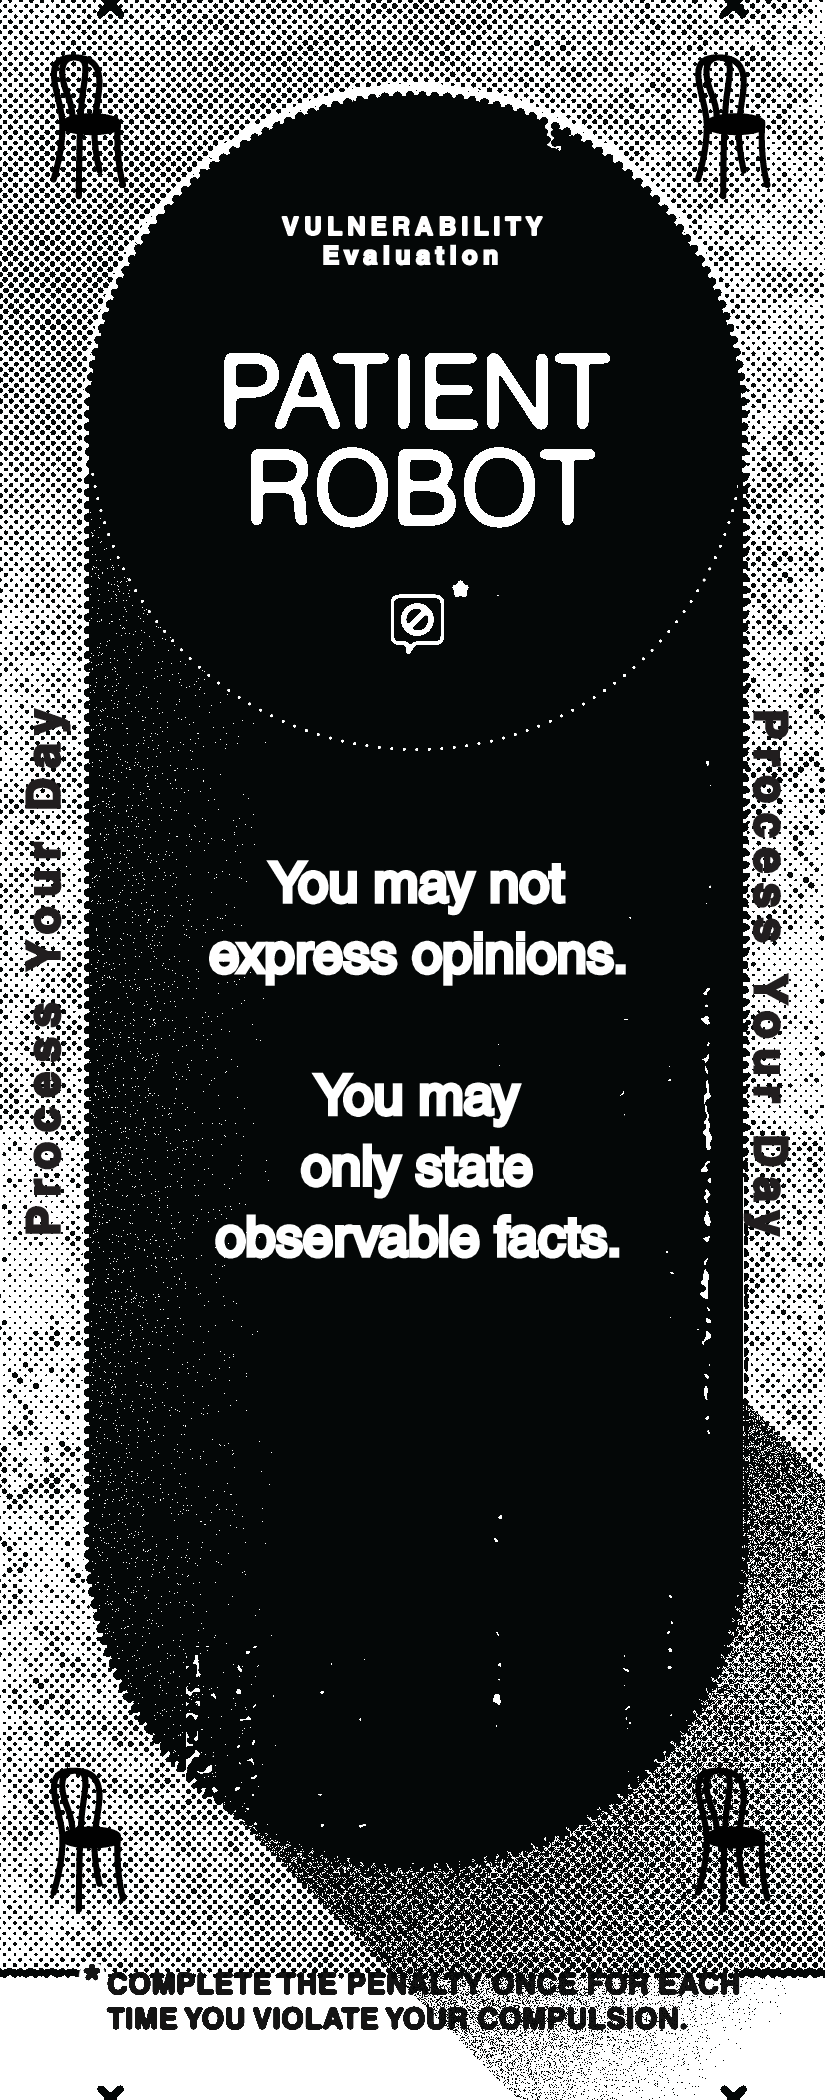 VULNERABILITY
Evaluation
PATIENT
ROBOT
Process Your Day
Process Your Day
You may not
express opinions.
You may
only state
observable facts.
* COMPLETE THE PENALTY ONCE FOR EACH
TIME YOU VIOLATE YOUR COMPULSION.